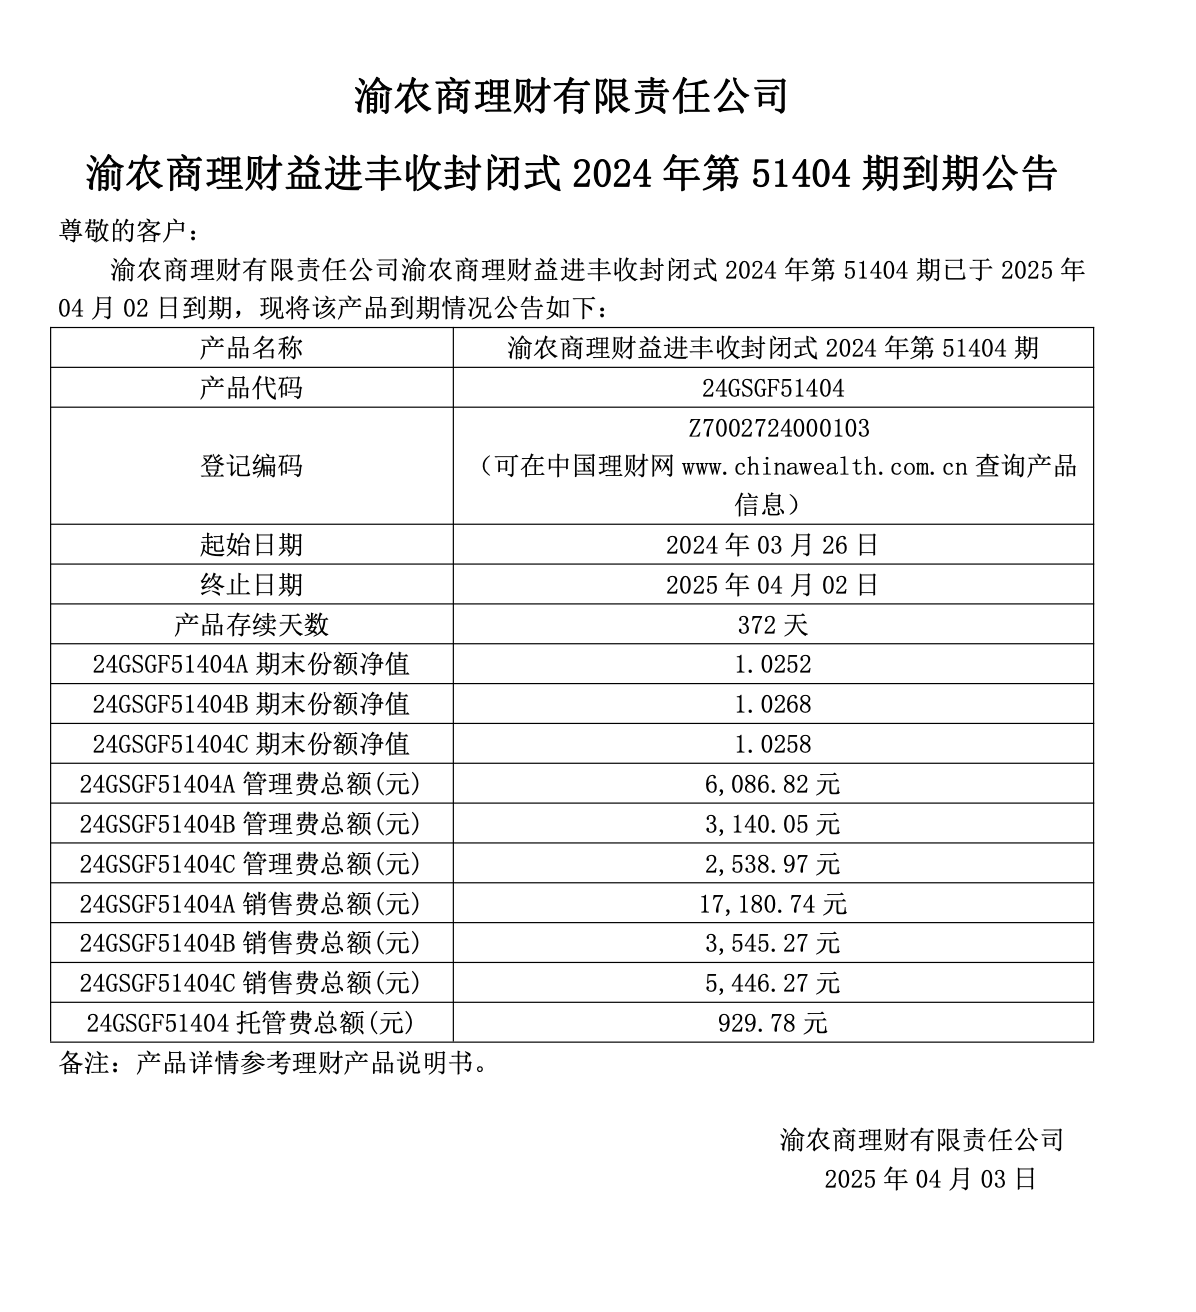 渝农商理财有限责任公司
渝农商理财益进丰收封闭式 2024 年第 51404 期到期公告
尊敬的客户：
渝农商理财有限责任公司渝农商理财益进丰收封闭式 2024 年第 51404 期已于 2025 年
04 月 02 日到期，现将该产品到期情况公告如下：
产品名称 渝农商理财益进丰收封闭式 2024 年第 51404 期
产品代码 24GSGF51404
Z7002724000103
登记编码 （可在中国理财网 www.chinawealth.com.cn 查询产品
信息）
起始日期 2024 年 03 月 26 日
终止日期 2025 年 04 月 02 日
产品存续天数 372 天
24GSGF51404A 期末份额净值 1.0252
24GSGF51404B 期末份额净值 1.0268
24GSGF51404C 期末份额净值 1.0258
24GSGF51404A 管理费总额(元) 6,086.82 元
24GSGF51404B 管理费总额(元) 3,140.05 元
24GSGF51404C 管理费总额(元) 2,538.97 元
24GSGF51404A 销售费总额(元) 17,180.74 元
24GSGF51404B 销售费总额(元) 3,545.27 元
24GSGF51404C 销售费总额(元) 5,446.27 元
24GSGF51404 托管费总额(元) 929.78 元
备注：产品详情参考理财产品说明书。
渝农商理财有限责任公司
2025 年 04 月 03 日